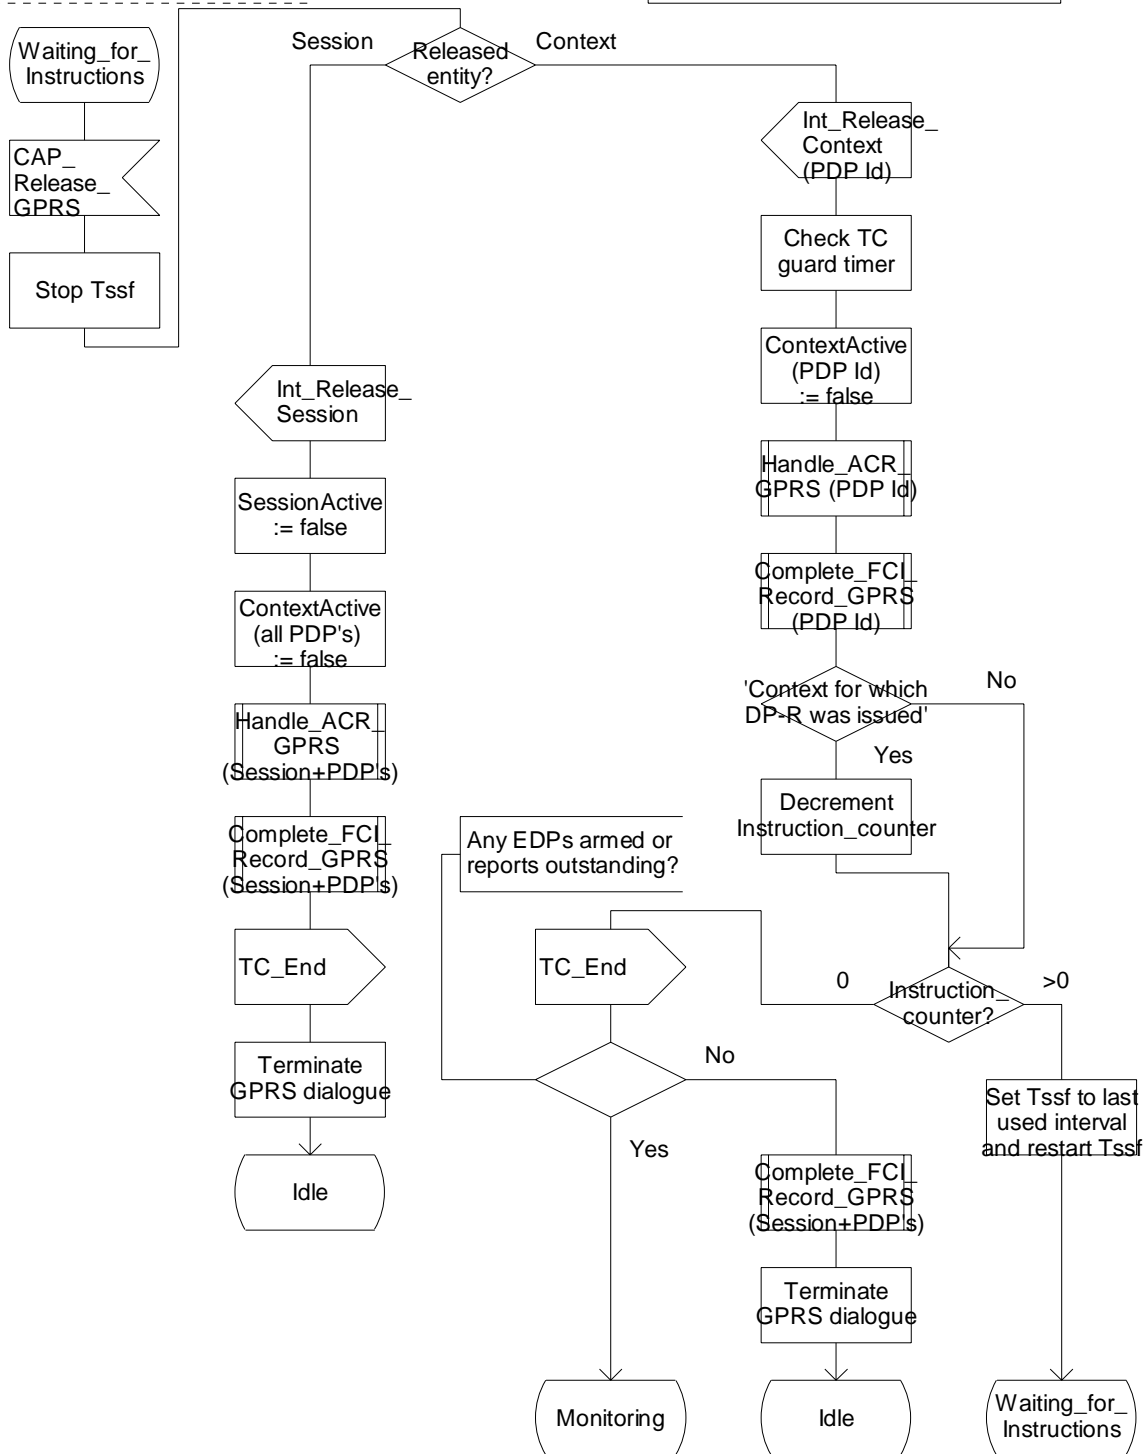 Waiting_for_
Instructions
CAP_
Release_
GPRS
Stop Tssf
Session
Released
entity?
Context
Int_Release_
Session
SessionActive
:= false
ContextActive
(all PDP's)
:= false
Handle_ACR_
GPRS
(Session+PDP's)
Complete_FCI_
Record_GPRS
(Session+PDP's)
TC_End
Terminate
GPRS dialogue
Idle
Int_Release_
Context
(PDP Id)
Check TC
guard timer
ContextActive
(PDP Id)
:= false
Handle_ACR_
GPRS (PDP Id)
Complete_FCI_
Record_GPRS
(PDP Id)
'Context for which
DP-R was issued'
No
Yes
Decrement
Instruction_counter
Instruction_
counter?
0
>0
Any EDPs armed or
reports outstanding?
TC_End
No
Yes
Monitoring
Complete_FCI_
Record_GPRS
(Session+PDP's)
Terminate
GPRS dialogue
Idle
Set Tssf to last
used interval
and restart Tssf
Waiting_for_
Instructions